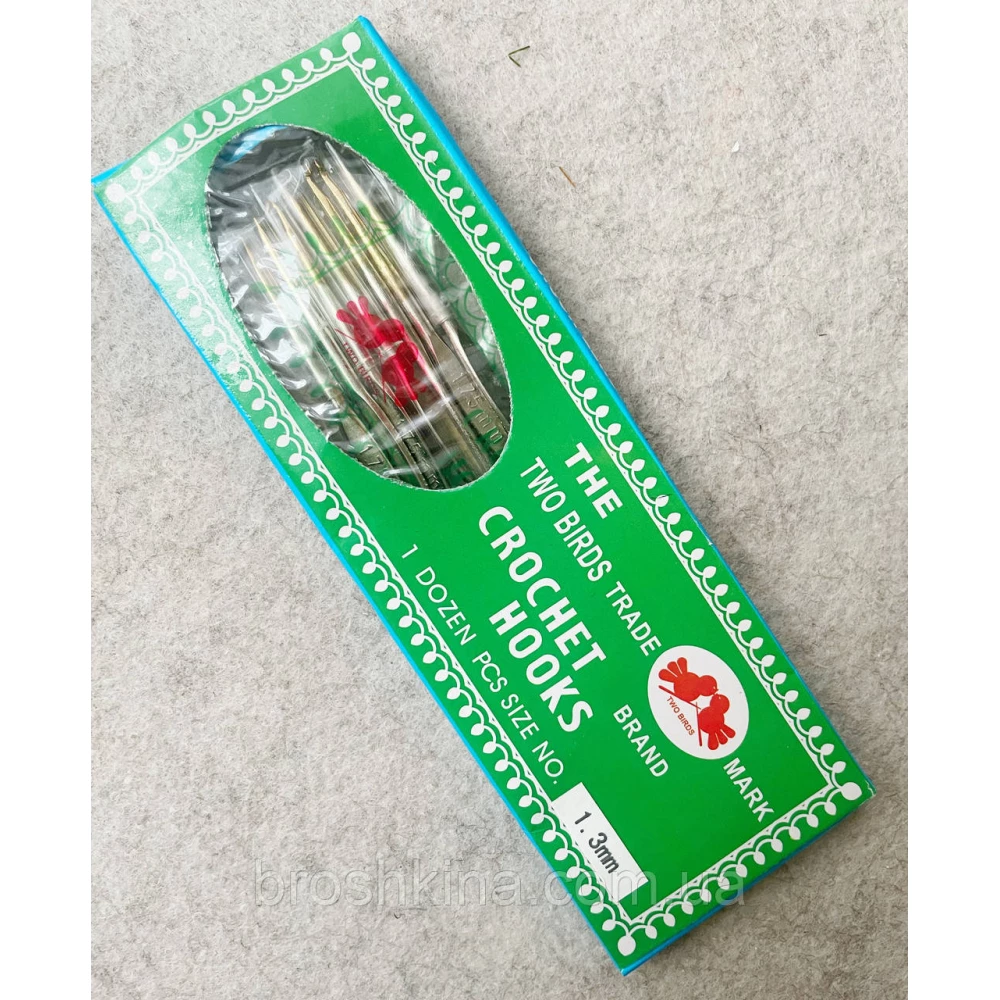 THE
TWO BIRDS TRADE MARK
BRAND
CROCHET
HOOKS
1 DOZEN PCS SIZE NO.
1.3mm
TWO BIRDS
TWO
broshkina.com.ua